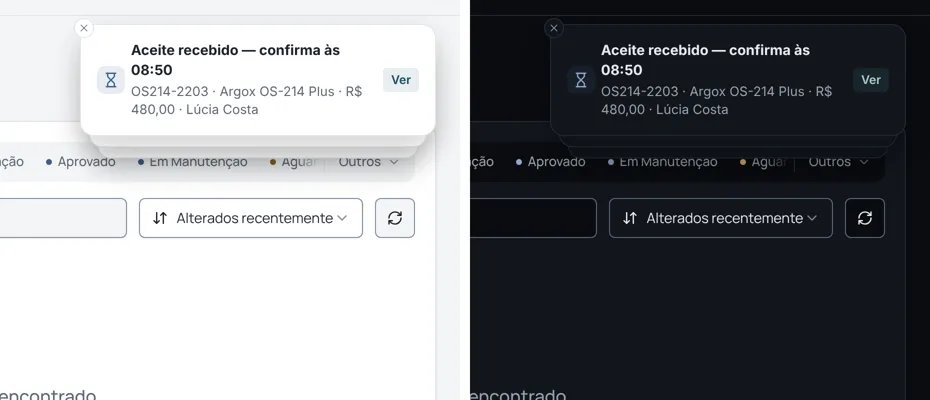 Aceite recebido — confirma às
08:50
OS214-2203 · Argox OS-214 Plus · R$
480,00 · Lúcia Costa
Ver
Aprovado
Em Manutenção
Outros
Alterados recentemente
encontrado
Aceite recebido — confirma às
08:50
OS214-2203 · Argox OS-214 Plus · R$
480,00 · Lúcia Costa
Ver
Aprovado
Em Manutenção
Outros
Alterados recentemente
encontrado